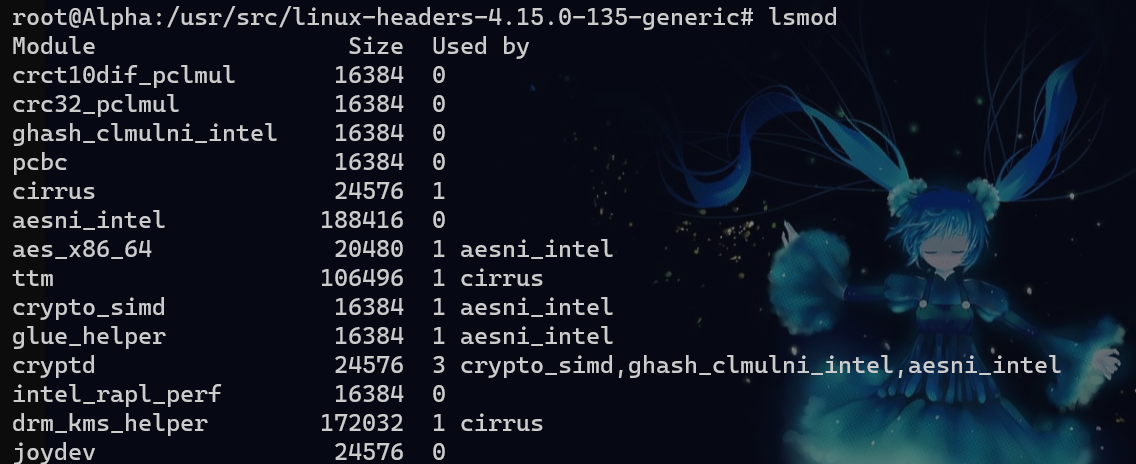 root@Alpha:/usr/src/linux-headers-4.15.0-135-generic# lsmod
Module                  Size  Used by
crct10dif_pclmul       16384  0
crc32_pclmul           16384  0
ghash_clmulni_intel    16384  0
pcbc                   16384  0
cirrus                 24576  1
aesni_intel           188416  0
aes_x86_64             20480  1 aesni_intel
ttm                   106496  1 cirrus
crypto_simd            16384  1 aesni_intel
glue_helper            16384  1 aesni_intel
cryptd                 24576  3 crypto_simd,ghash_clmulni_intel,aesni_intel
intel_rapl_perf        16384  0
drm_kms_helper        172032  1 cirrus
joydev                 24576  0